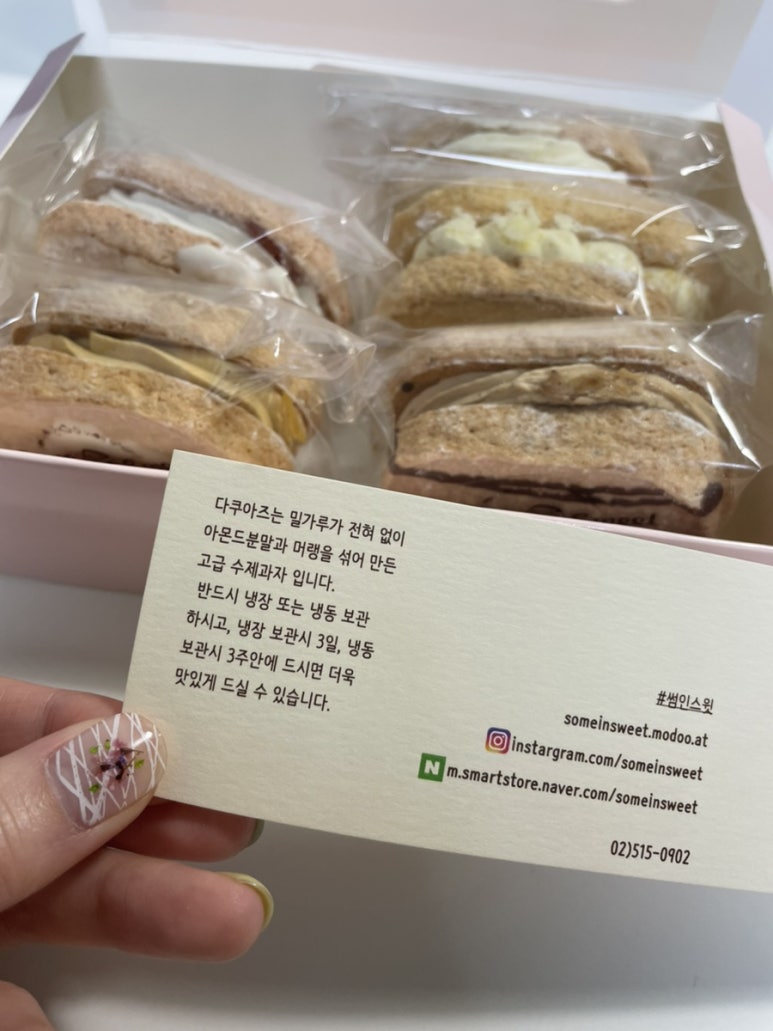 다쿠아즈는 밀가루가 전혀 없이
아몬드분말과 머랭을 섞어 만든
고급 수제과자 입니다.
반드시 냉장 또는 냉동 보관
하시고, 냉장 보관시 3일, 냉동
보관시 3주안에 드시면 더욱
맛있게 드실 수 있습니다.
#썸인스윗
someinsweet.modoo.at
instargram.com/someinsweet
N m.smartstore.naver.com/someinsweet
02)515-0902